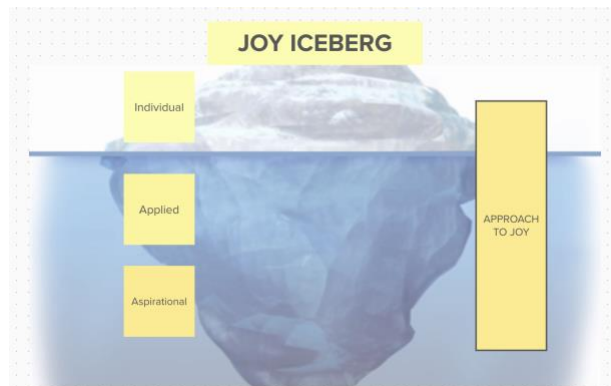 JOY ICEBERG
Individual
Applied
Aspirational
APPROACH
TO JOY